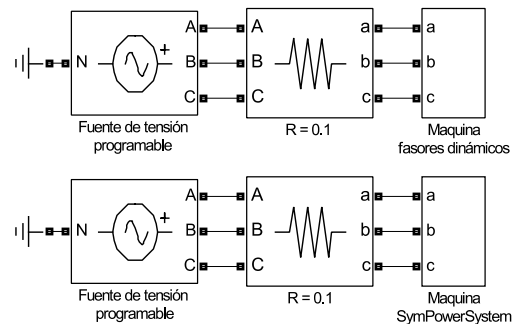 A A a a
N + B B b b
C C c c
Fuente de tensión
programable
R = 0.1
Maquina
fasores dinámicos
A A a a
N + B B b b
C C c c
Fuente de tensión
programable
R = 0.1
Maquina
SymPowerSystem